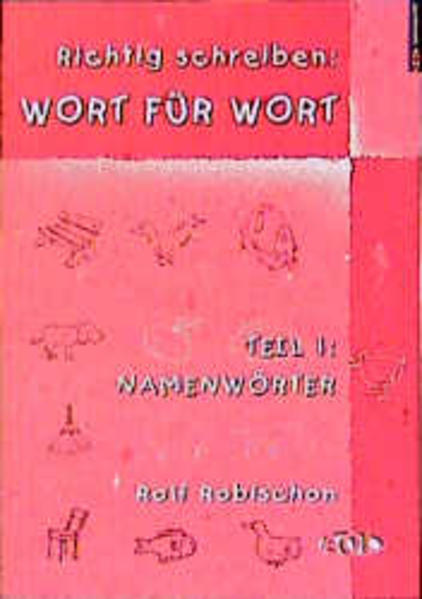 Richtig schreiben:
WORT FÜR WORT
TEIL 1:
NAMENWÖRTER
Rolf Robischon